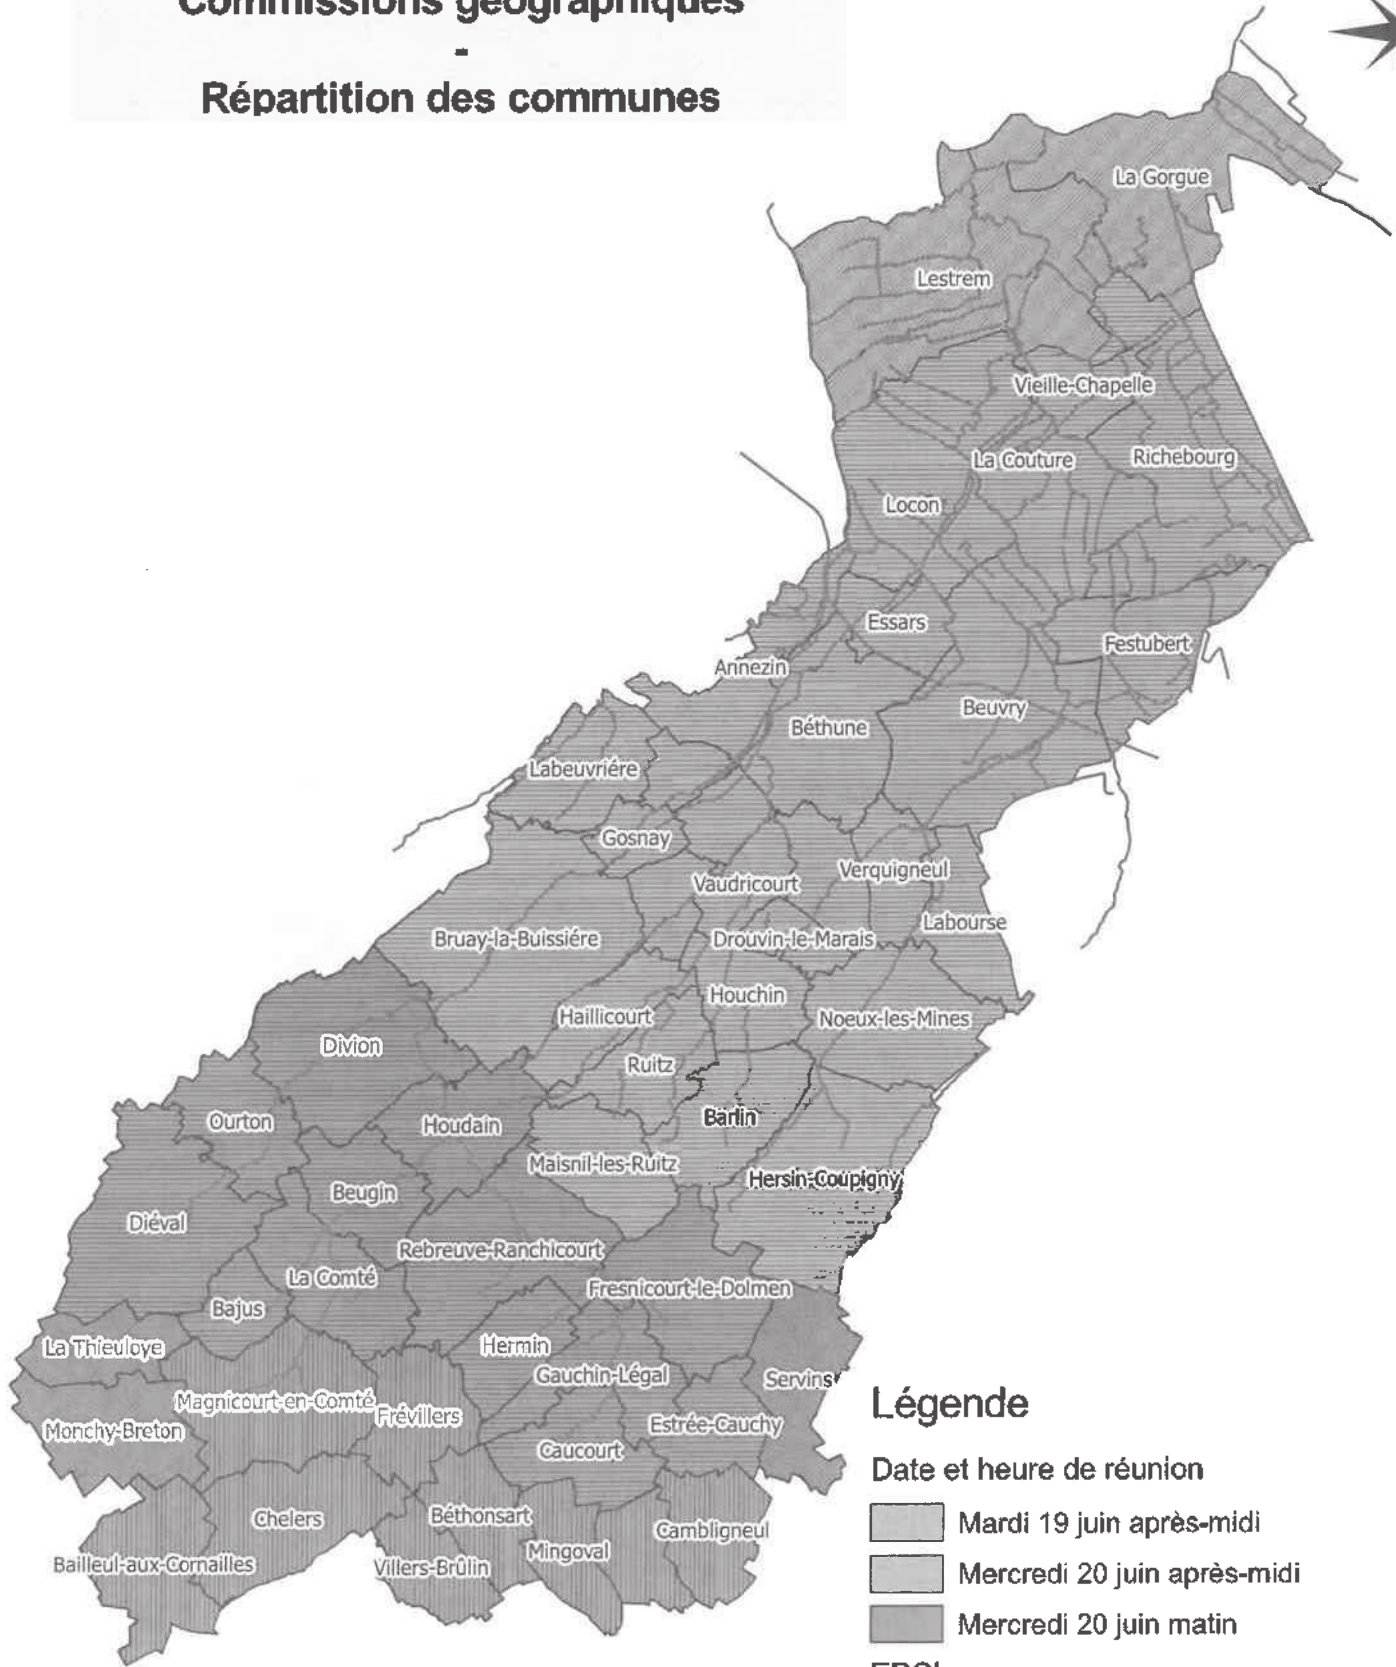 Commissions géographiques
-
Répartition des communes
La Gorgue
Lestrem
Vieille-Chapelle
La Couture
Richebourg
Locon
Essars
Festubert
Annezin
Beuvry
Béthune
Labeuvriére
Gosnay
Verquigneul
Vaudricourt
Labourse
Bruay-la-Buissiére
Drouvin-le-Marais
Houchin
Haillicourt
Noeux-les-Mines
Divion
Ruitz
Barlin
Ourton
Houdain
Maisnil-les-Ruitz
Hersin-Coupigny
Beugin
Diéval
Rebreuve-Ranchicourt
La Comté
Fresnicourt-le-Dolmen
Bajus
La Thieuloye
Hermin
Gauchin-Légal
Servins
Magnicourt-en-Comté
Frévillers
Monchy-Breton
Estrée-Cauchy
Caucourt
Chelers
Béthonsart
Cambligneul
Mingoval
Bailleul-aux-Cornailles
Villers-Brûlin
Légende
Date et heure de réunion
Mardi 19 juin après-midi
Mercredi 20 juin après-midi
Mercredi 20 juin matin
EPCI